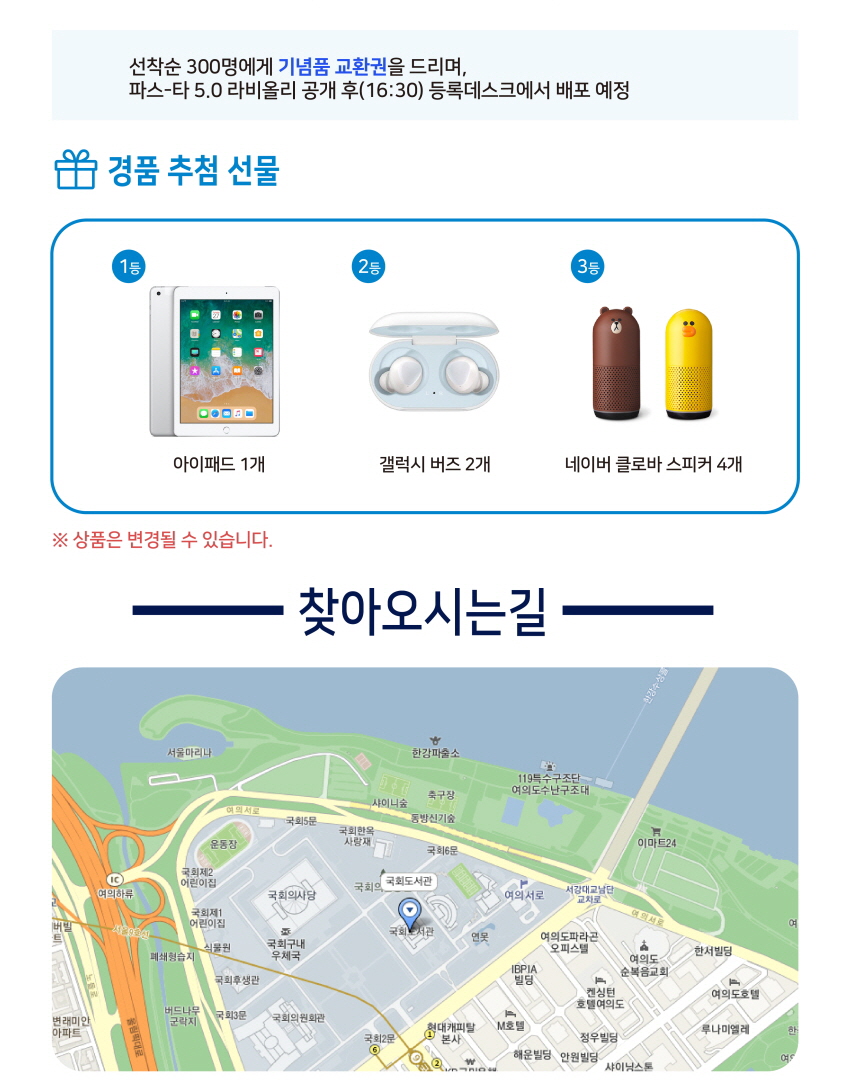 선착순 300명에게 기념품 교환권을 드리며,
파스-타 5.0 라비올리 공개 후(16:30) 등록데스크에서 배포 예정
경품 추첨 선물
1등
2등
3등
아이패드 1개
갤럭시 버즈 2개
네이버 클로바 스피커 4개
※ 상품은 변경될 수 있습니다.
찾아오시는길
서울마리나
한강파출소
119특수구조단
여의도수난구조대
샤이니숲
축구장
동방신기숲
여의서로
국회5문
국회한옥
사랑재
운동장
국회6문
이마트24
국회제2
어린이집
IC
여의하류
국회의사당
국회도서관
여의서로
서강대교남단
교차로
여의서로
국회제1
어린이집
식물원
국회구내
우체국
연못
여의도파라곤
오피스텔
폐쇄형습지
여의도
순복음교회
한서빌딩
IBPIA
빌딩
국회후생관
켄싱턴
호텔여의도
여의도호텔
버드나무
군락지
국회3문
국회의원회관
현대캐피탈
본사
M호텔
루나미엘레
변래미안
아파트
국회2문
정우빌딩
1
6
2
해운빌딩
안원빌딩
샤이닝스톤